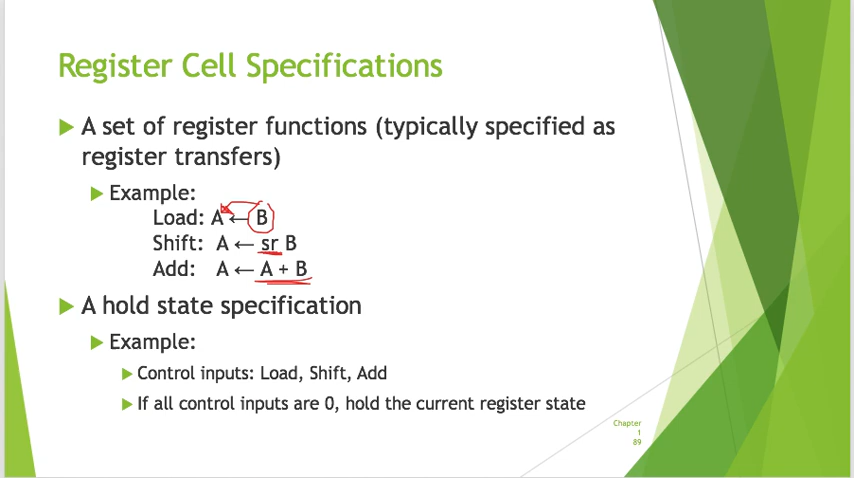 Register Cell Specifications
A set of register functions (typically specified as
register transfers)
Example:
Load: A ← B
Shift: A ← sr B
Add: A ← A + B
A hold state specification
Example:
Control inputs: Load, Shift, Add
If all control inputs are 0, hold the current register state
Chapter
1
89